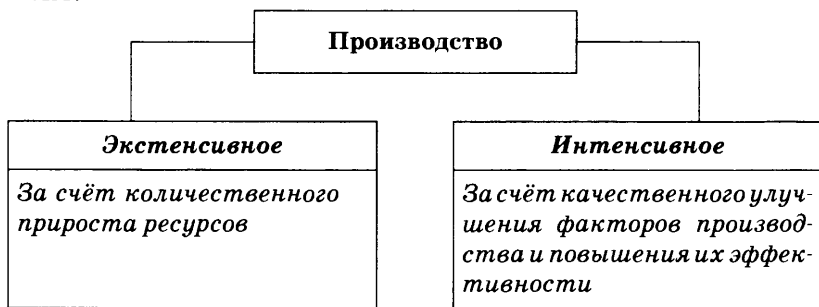 Производство
Экстенсивное
За счёт количественного
прироста ресурсов
Интенсивное
За счёт качественного улуч-
шения факторов производ-
ства и повышения их эффек-
тивности